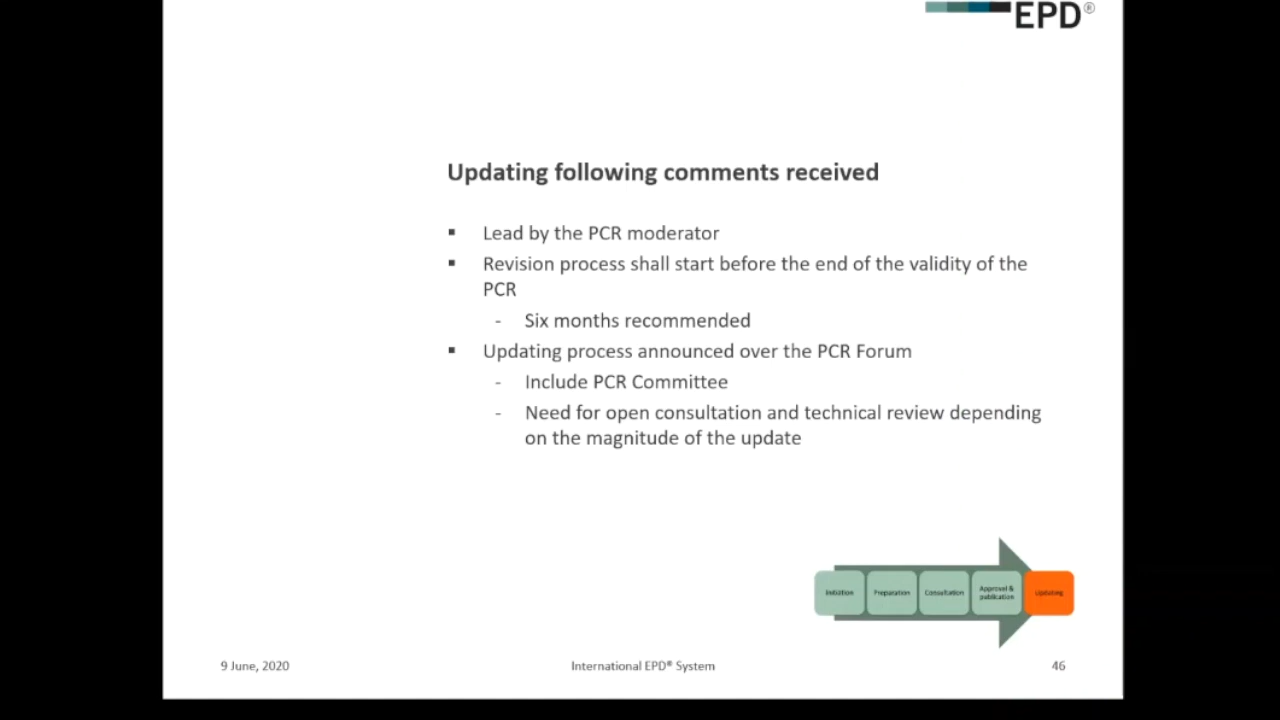 EPD®
Updating following comments received
▪ Lead by the PCR moderator
▪ Revision process shall start before the end of the validity of the
PCR
- Six months recommended
▪ Updating process announced over the PCR Forum
- Include PCR Committee
- Need for open consultation and technical review depending
on the magnitude of the update
Initiation
Preparation
Consultation
Approval &
publication
Updating
9 June, 2020
International EPD® System
46